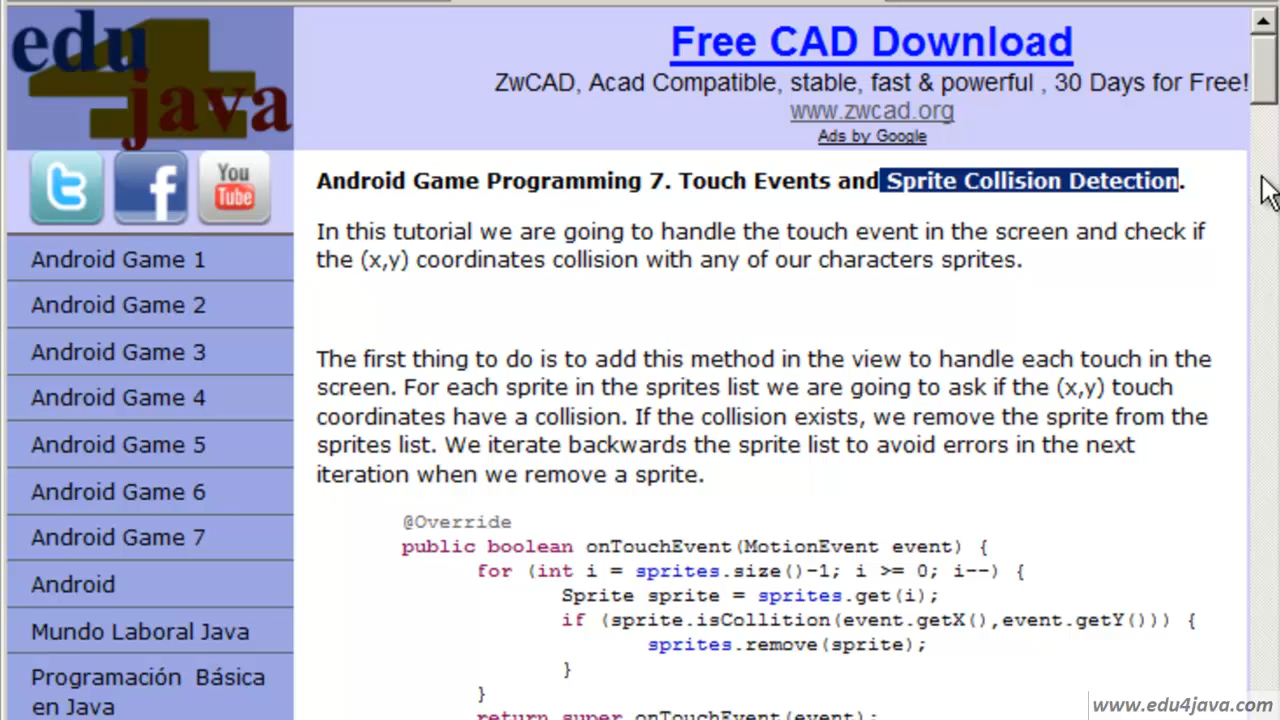 edu
4
java
Free CAD Download
ZwCAD, Acad Compatible, stable, fast & powerful , 30 Days for Free!
www.zwcad.org
Ads by Google
You
Tube
Android Game 1
Android Game 2
Android Game 3
Android Game 4
Android Game 5
Android Game 6
Android Game 7
Android
Mundo Laboral Java
Programación Básica
en Java
Android Game Programming 7. Touch Events and Sprite Collision Detection.
In this tutorial we are going to handle the touch event in the screen and check if
the (x,y) coordinates collision with any of our characters sprites.
The first thing to do is to add this method in the view to handle each touch in the
screen. For each sprite in the sprites list we are going to ask if the (x,y) touch
coordinates have a collision. If the collision exists, we remove the sprite from the
sprites list. We iterate backwards the sprite list to avoid errors in the next
iteration when we remove a sprite.
@Override
public boolean onTouchEvent(MotionEvent event) {
for (int i = sprites.size()-1; i >= 0; i--) {
Sprite sprite = sprites.get(i);
if (sprite.isCollition(event.getX(),event.getY())) {
sprites.remove(sprite);
}
}
return super.onTouchEvent(event);
www.edu4java.com